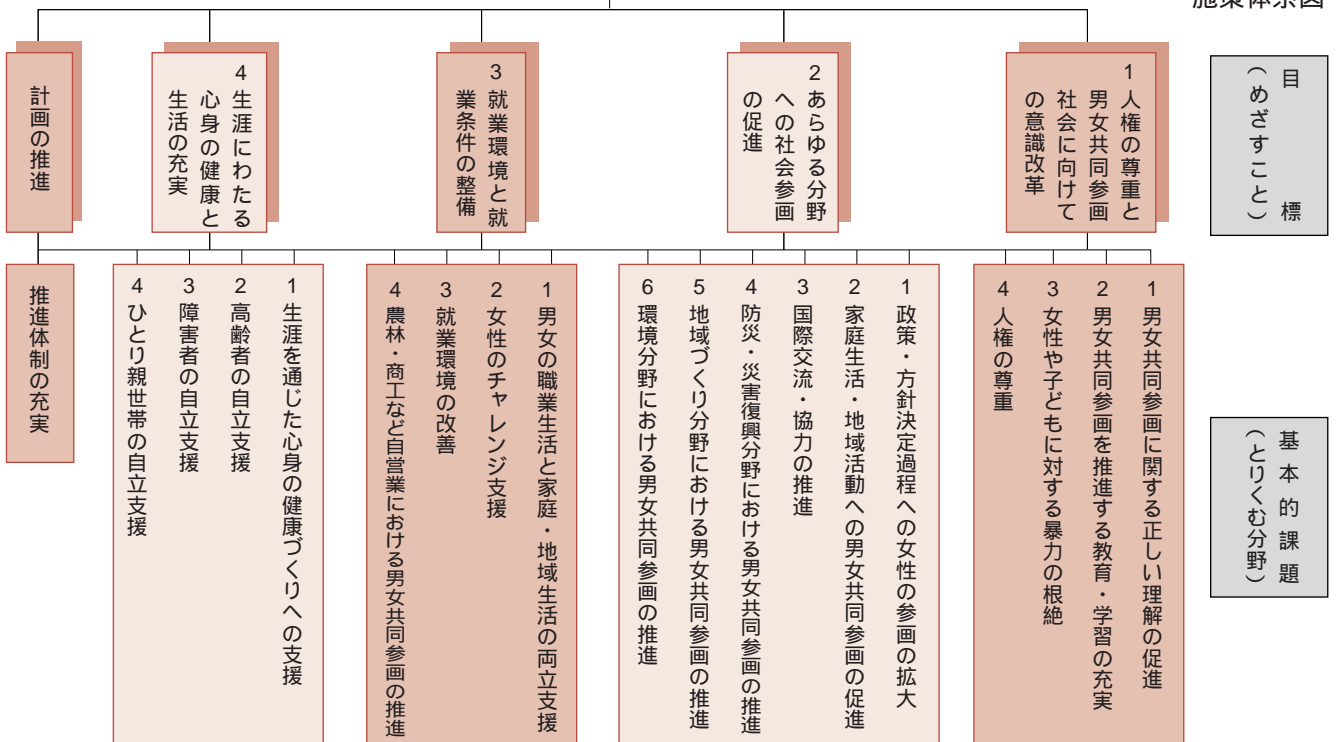 施策体系図
目標
（めざすこと）
1 人権の尊重と
男女共同参画
社会に向けて
の意識改革
2 あらゆる分野
への社会参画
の促進
3 就業環境と就
業条件の整備
4 生涯にわたる
心身の健康と
生活の充実
計画の推進
基本的課題
（とりくむ分野）
1 男女共同参画に関する正しい理解の促進
2 男女共同参画を推進する教育・学習の充実
3 女性や子どもに対する暴力の根絶
4 人権の尊重
1 政策・方針決定過程への女性の参画の拡大
2 家庭生活・地域活動への男女共同参画の促進
3 国際交流・協力の推進
4 防災・災害復興分野における男女共同参画の推進
5 地域づくり分野における男女共同参画の推進
6 環境分野における男女共同参画の推進
1 男女の職業生活と家庭・地域生活の両立支援
2 女性のチャレンジ支援
3 就業環境の改善
4 農林・商工など自営業における男女共同参画の推進
1 生涯を通じた心身の健康づくりへの支援
2 高齢者の自立支援
3 障害者の自立支援
4 ひとり親世帯の自立支援
推進体制の充実